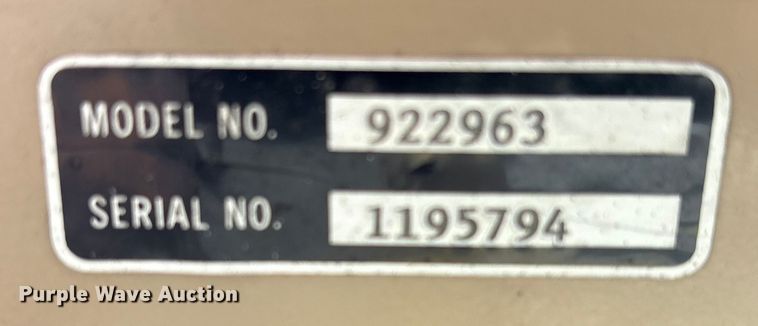 MODEL NO. 922963
SERIAL NO. 1195794
Purple Wave Auction